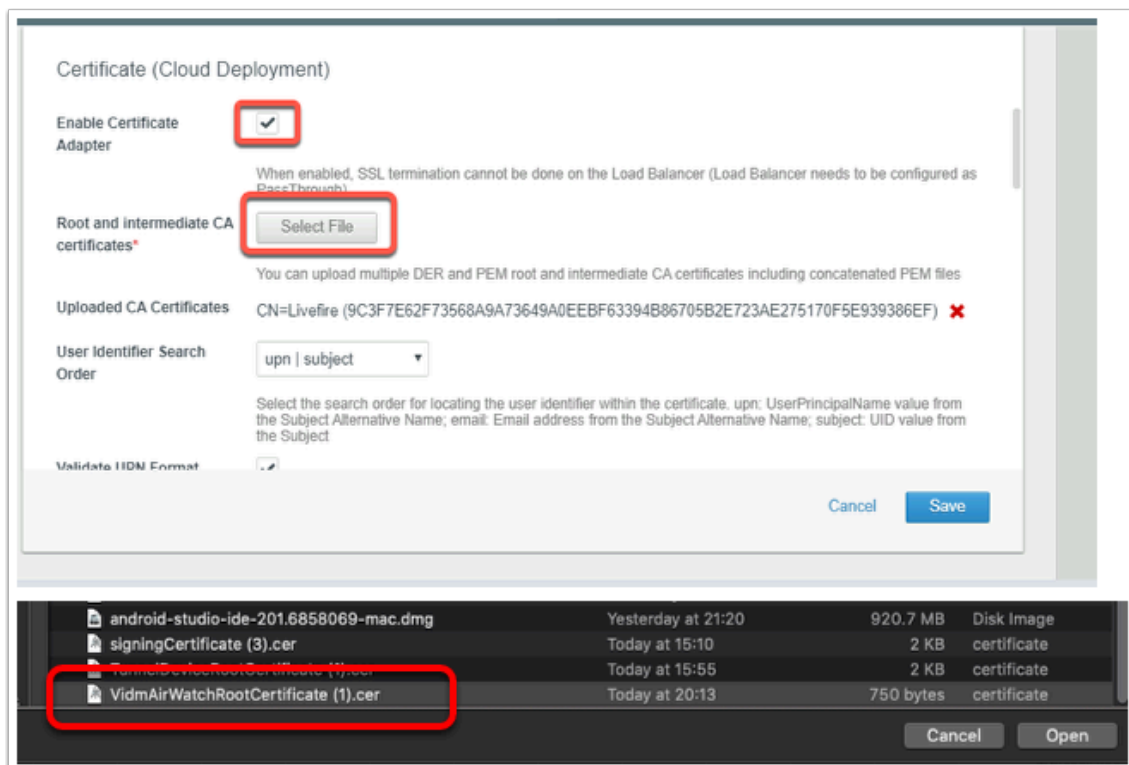 Certificate (Cloud Deployment)
Enable Certificate
Adapter
When enabled, SSL termination cannot be done on the Load Balancer (Load Balancer needs to be configured as
PassThrough)
Root and intermediate CA
certificates*
Select File
You can upload multiple DER and PEM root and intermediate CA certificates including concatenated PEM files
Uploaded CA Certificates
CN=Livefire (9C3F7E62F73568A9A73649A0EEBF63394B86705B2E723AE275170F5E939386EF)
User Identifier Search
Order
upn | subject
Select the search order for locating the user identifier within the certificate, upn: UserPrincipalName value from
the Subject Alternative Name; email: Email address from the Subject Alternative Name; subject: UID value from
the Subject
Validate UPN Format
Cancel
Save
android-studio-ide-201.6858069-mac.dmg Yesterday at 21:20 920.7 MB Disk Image
signingCertificate (3).cer Today at 15:10 2 KB certificate
TunnelDeviceRootCertificate (1).cer Today at 15:55 2 KB certificate
VidmAirWatchRootCertificate (1).cer Today at 20:13 750 bytes certificate
Cancel
Open